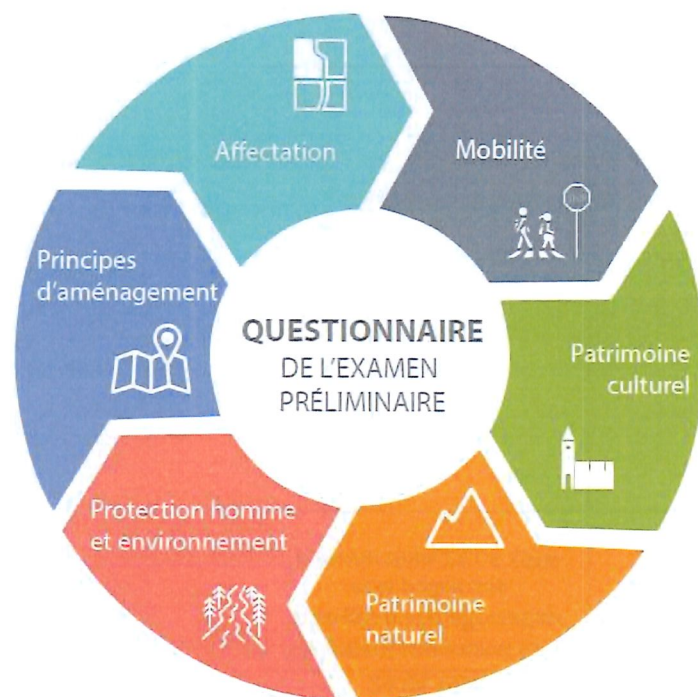 Affectation
Mobilité
Principes
d'aménagement
QUESTIONNAIRE
DE L'EXAMEN
PRÉLIMINAIRE
Patrimoine
culturel
Protection homme
et environnement
Patrimoine
naturel